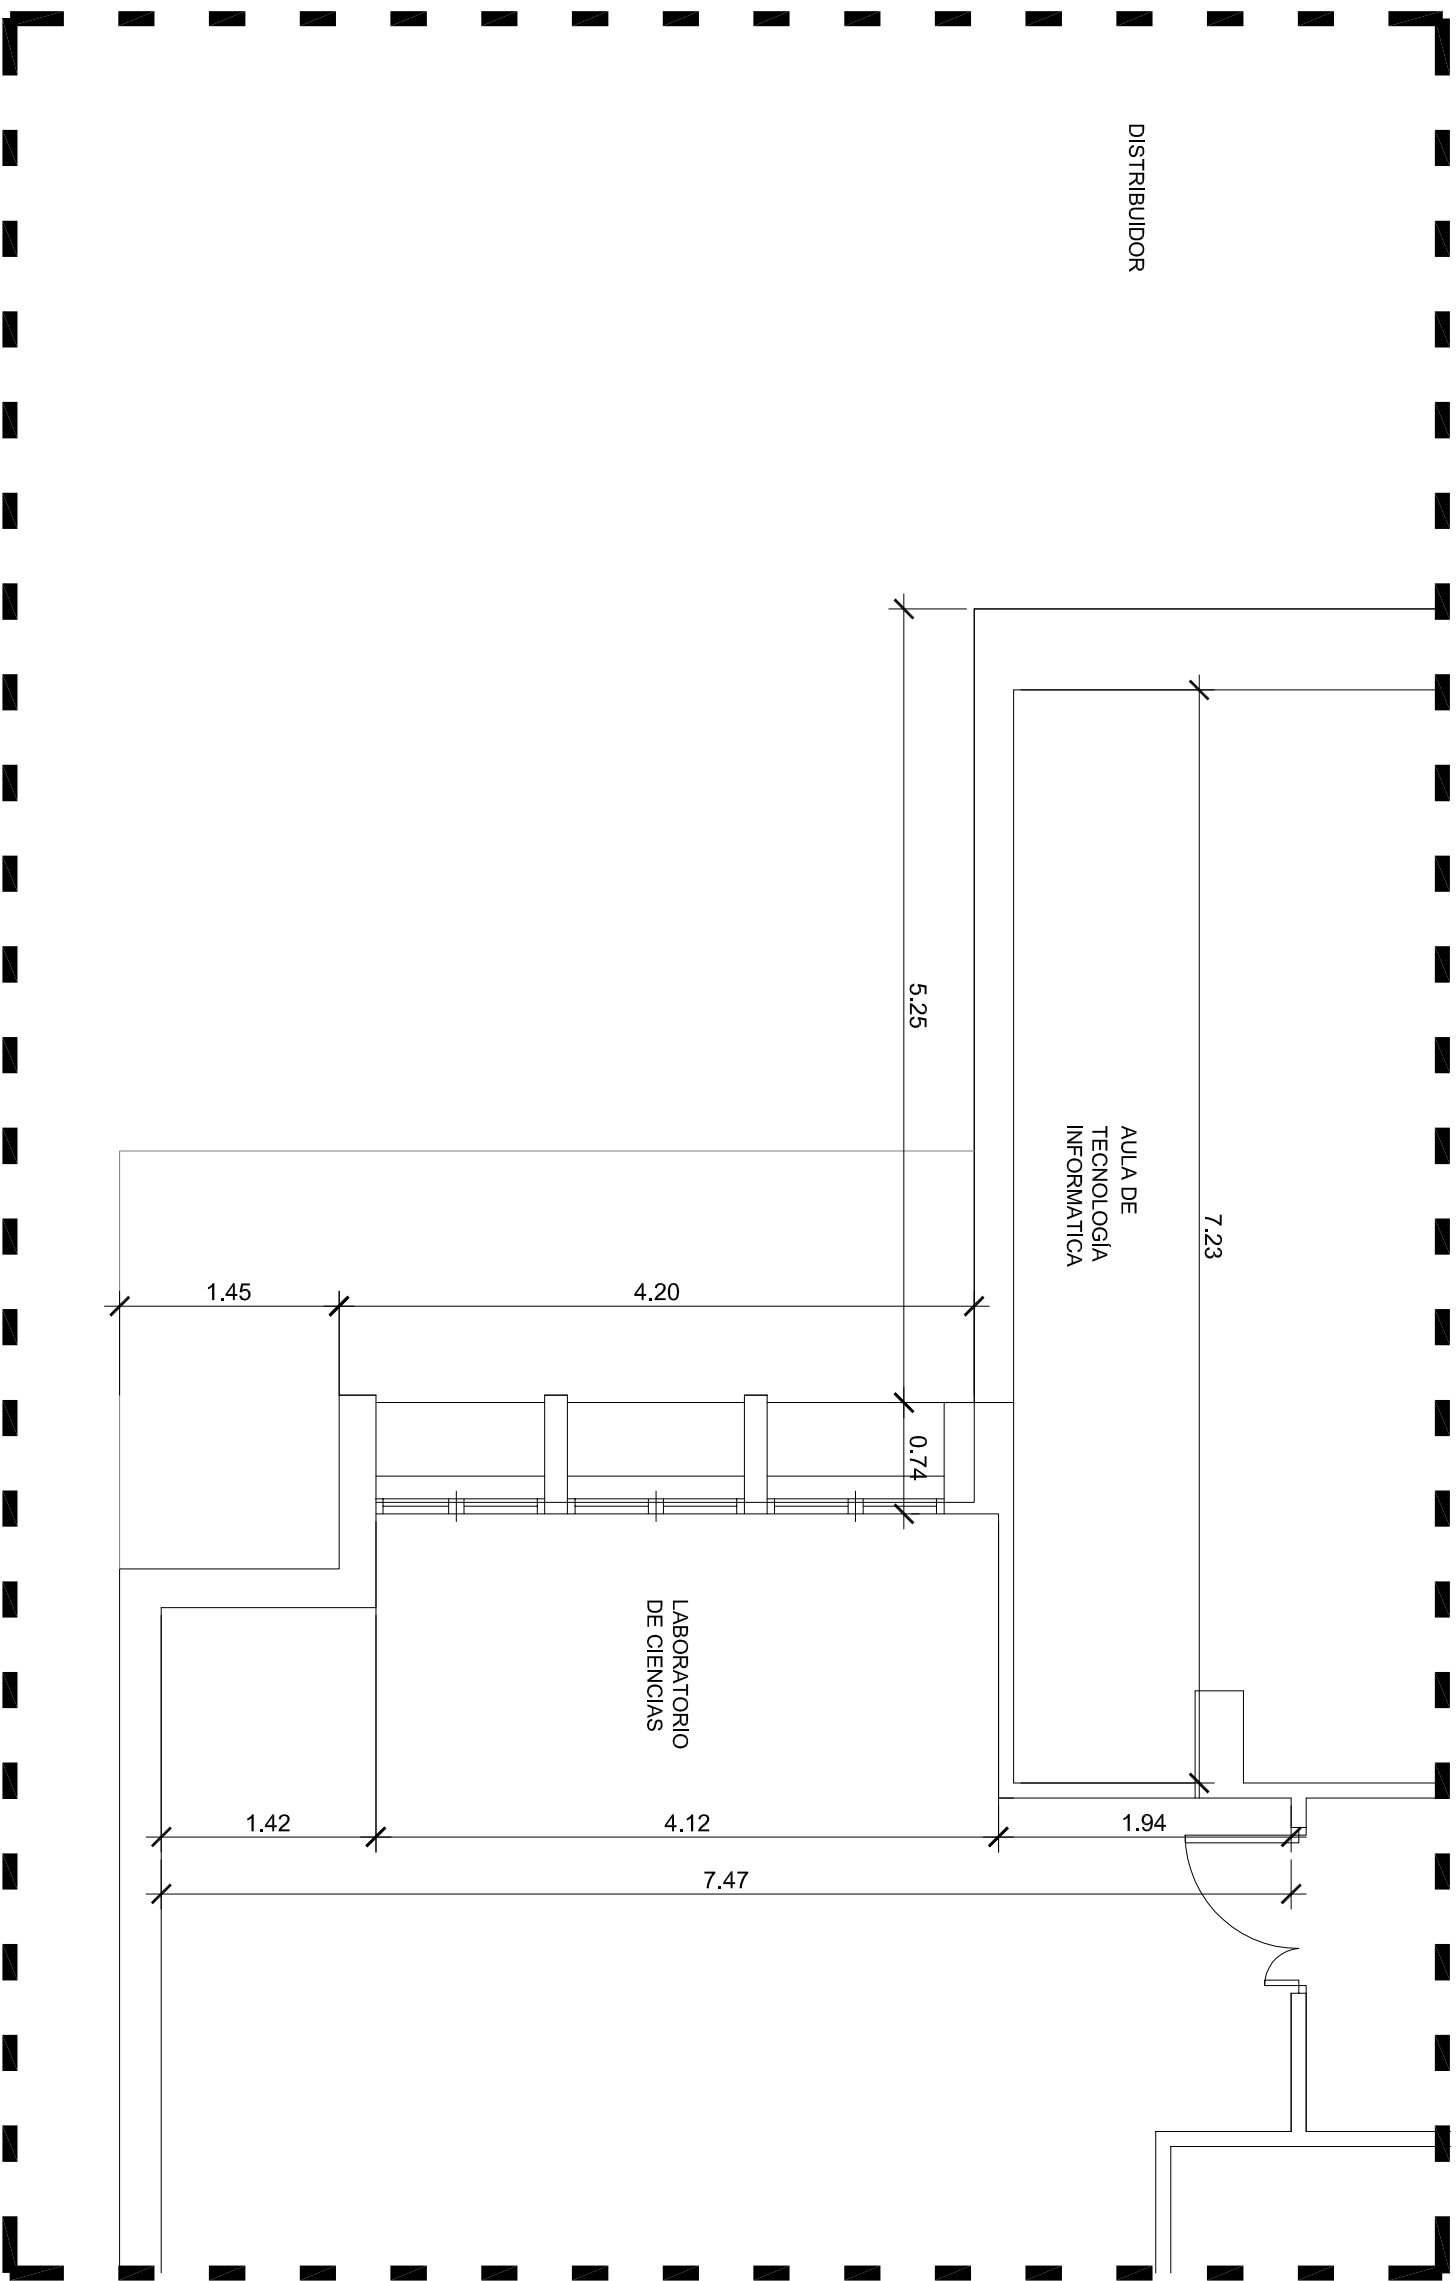 DISTRIBUIDOR
5.25
AULA DE
TECNOLOGÍA
INFORMATICA
7.23
1.45
4.20
0.74
LABORATORIO
DE CIENCIAS
1.42
4.12
1.94
7.47